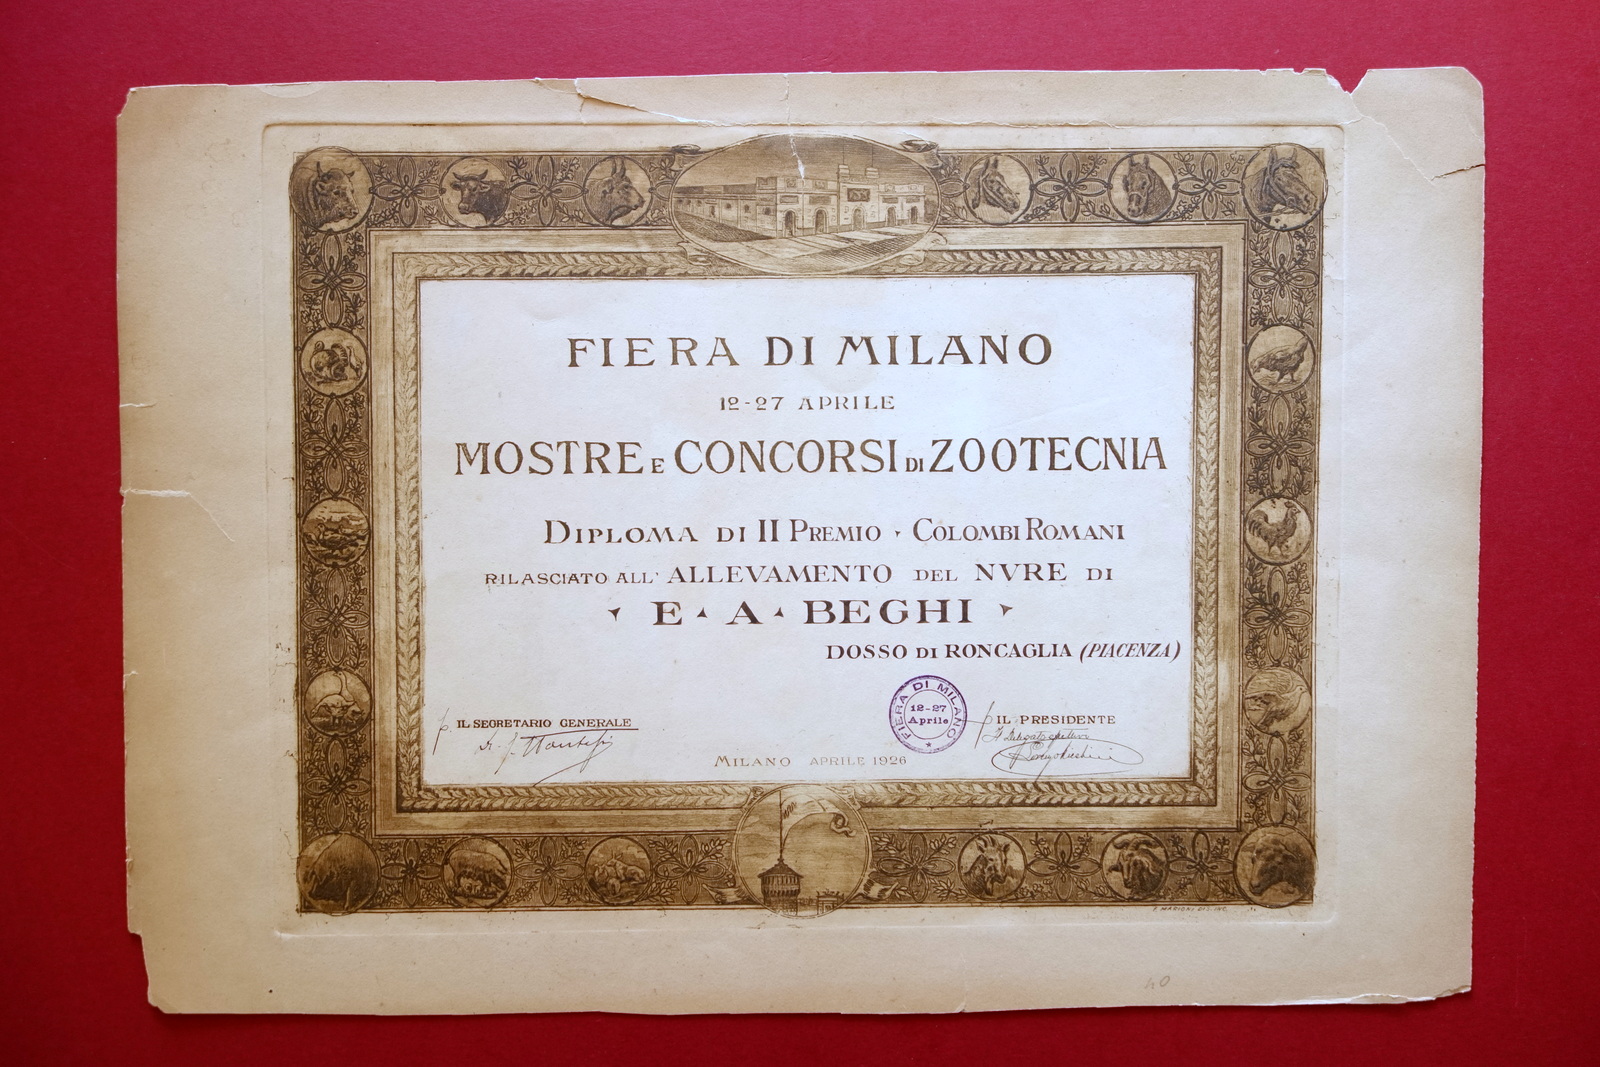 FIERA DI MILANO
12-27 APRILE
MOSTRE E CONCORSI DI ZOOTECNIA
DIPLOMA DI II PREMIO COLOMBI ROMANI
RILASCIATO ALL' ALLEVAMENTO DEL NVRE DI
E A BEGHI
DOSSO DI RONCAGLIA (PIACENZA)
FIERA DI MILANO
12-27
Aprile
p. IL SEGRETARIO GENERALE
p IL PRESIDENTE
MILANO APRILE 1926
40